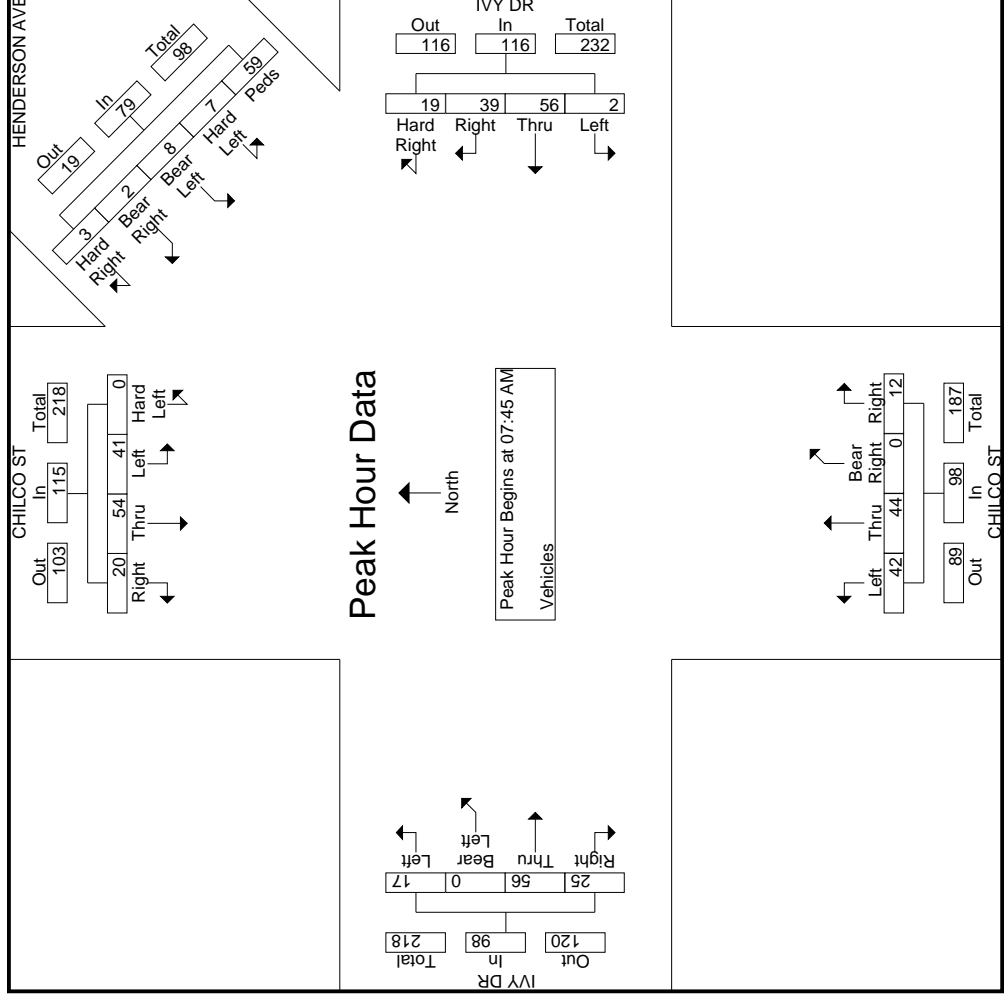 HENDERSON AVE
Out
19
In
79
Total
98
3
2
8
7
59
Hard
Right
Bear
Right
Bear
Left
Hard
Left
Peds
IVY DR
Out
In
Total
116
116
232
19
39
56
2
Hard
Right
Right
Thru
Left
CHILCO ST
Out
In
Total
103
115
218
20
54
41
0
Right
Thru
Left
Hard
Left
Peak Hour Data
North
Peak Hour Begins at 07:45 AM
Vehicles
Left
Thru
Bear
Right
Right
42
44
0
12
Out
In
Total
89
98
187
CHILCO ST
Left
Bear
Left
Thru
Right
17
0
56
25
Total
In
Out
218
98
120
IVY DR